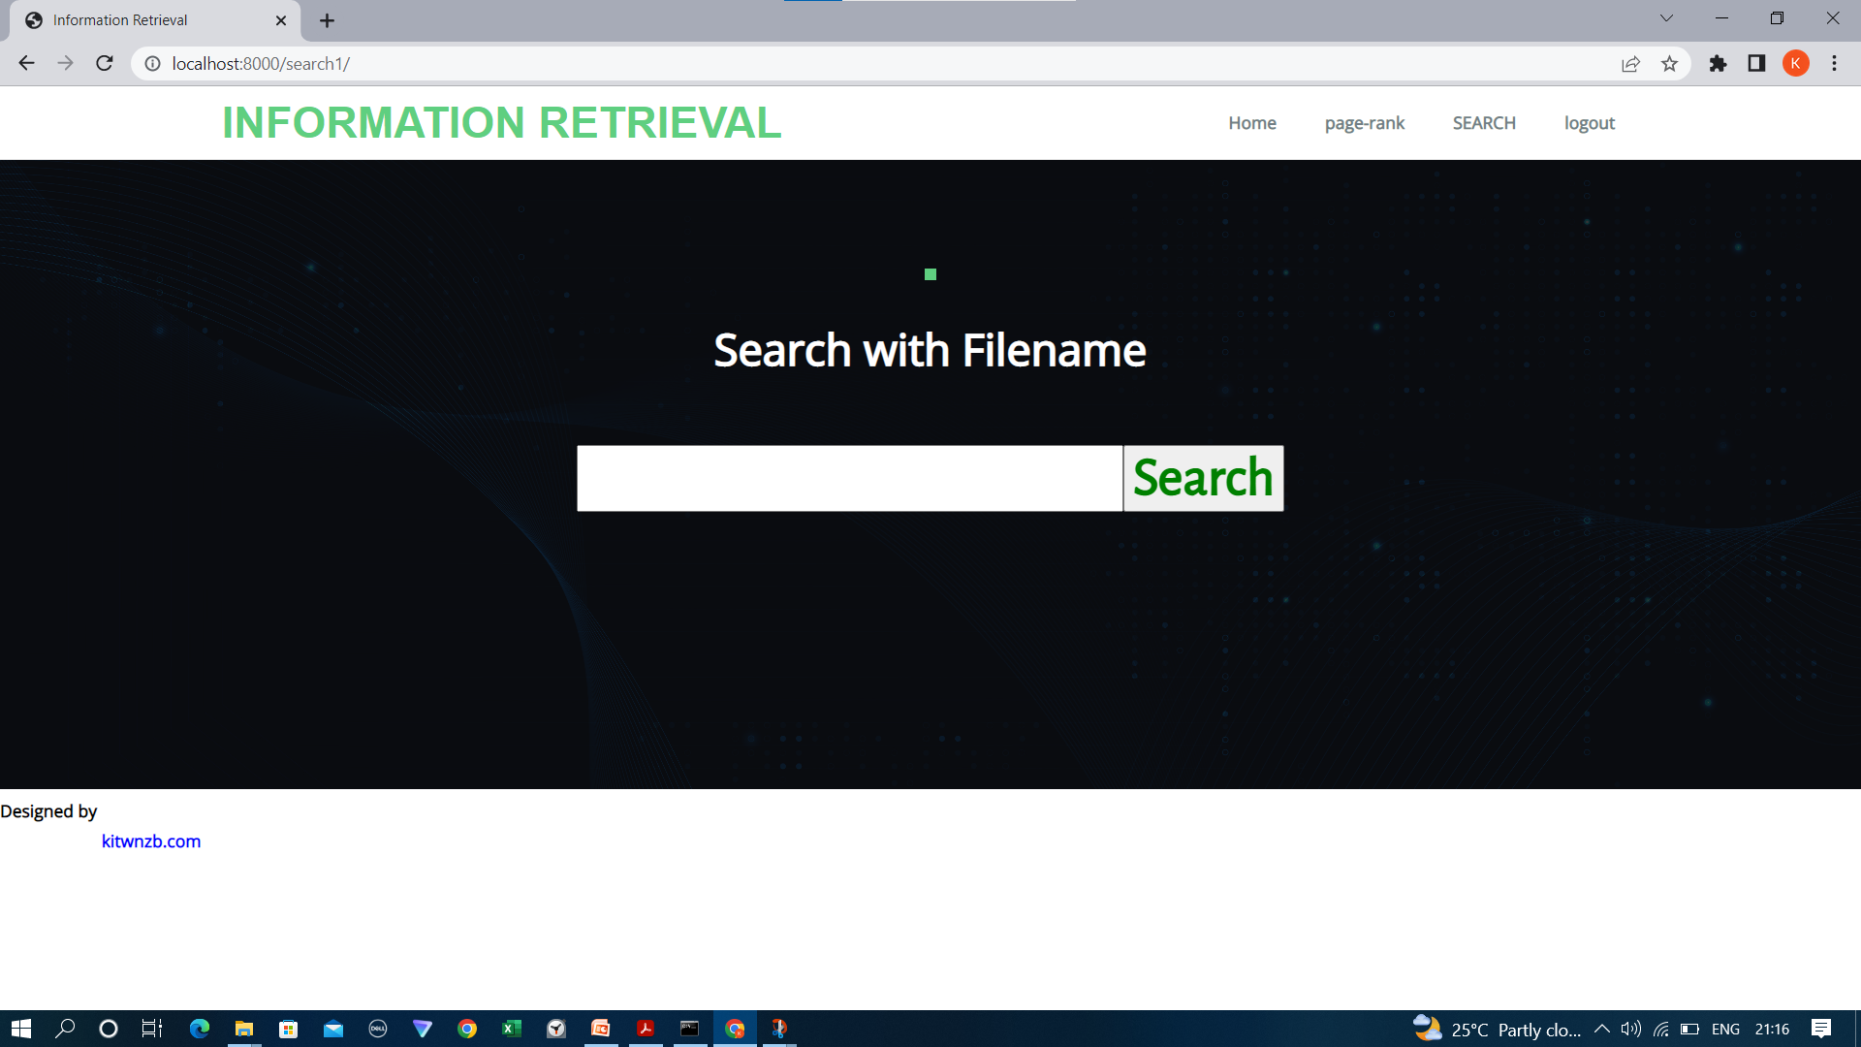 Information Retrieval
localhost:8000/search1/
K
INFORMATION RETRIEVAL
Home
page-rank
SEARCH
logout
Search with Filename
Search
Designed by
kitwnzb.com
DELL
25°C Partly clo...
ENG
21:16